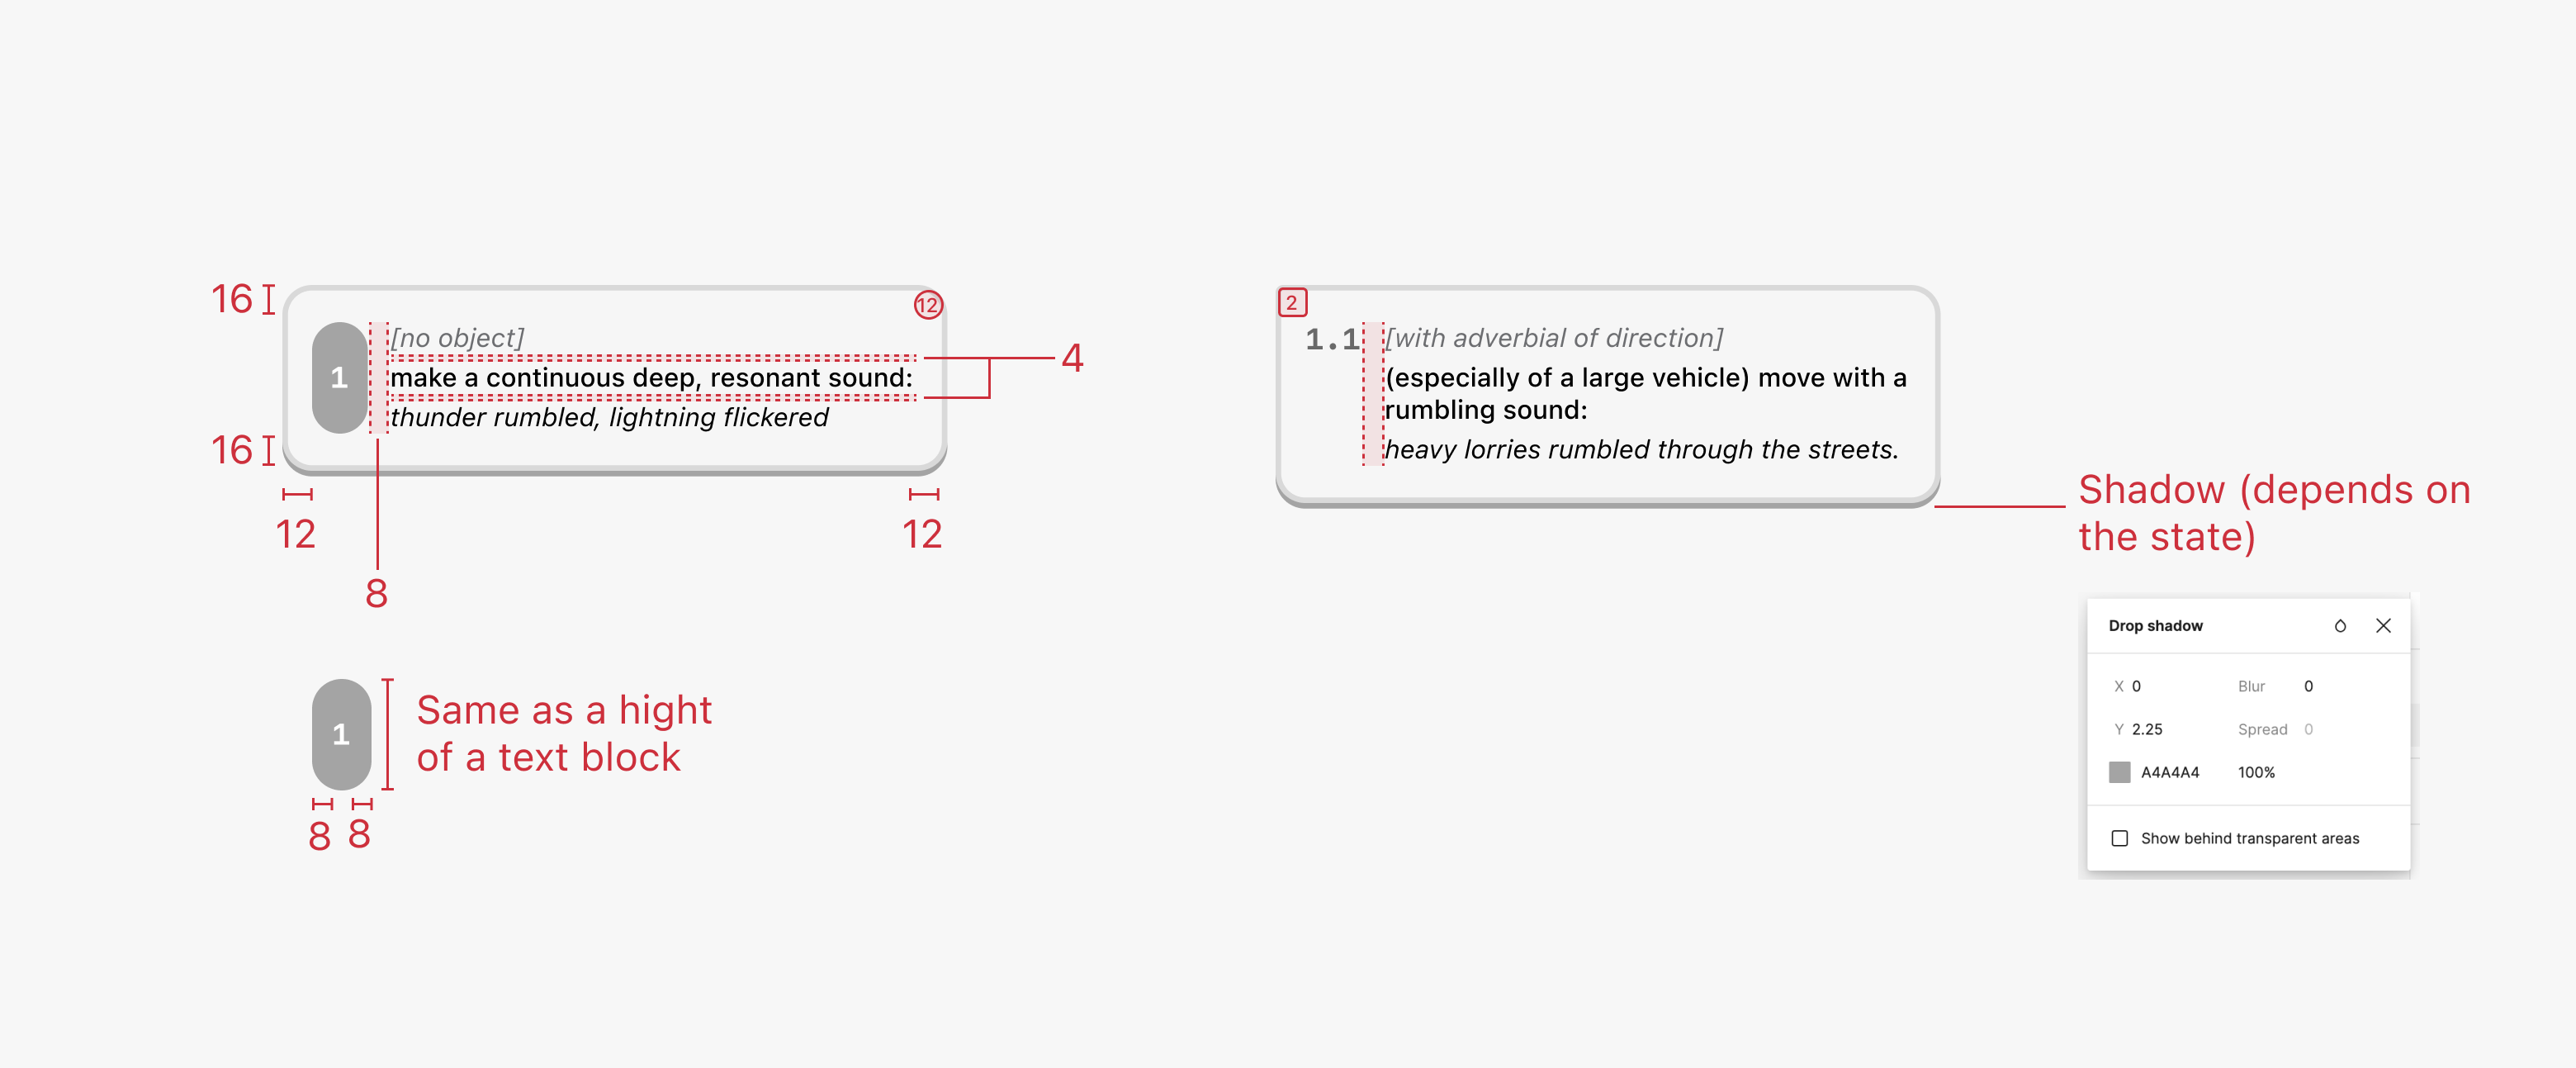 16
12
1
[no object]
make a continuous deep, resonant sound:
thunder rumbled, lightning flickered
4
16
12
12
8
1
Same as a hight
of a text block
8 8
2
1.1 [with adverbial of direction]
(especially of a large vehicle) move with a
rumbling sound:
heavy lorries rumbled through the streets.
Shadow (depends on
the state)
Drop shadow
X 0 Blur 0
Y 2.25 Spread 0
A4A4A4 100%
Show behind transparent areas